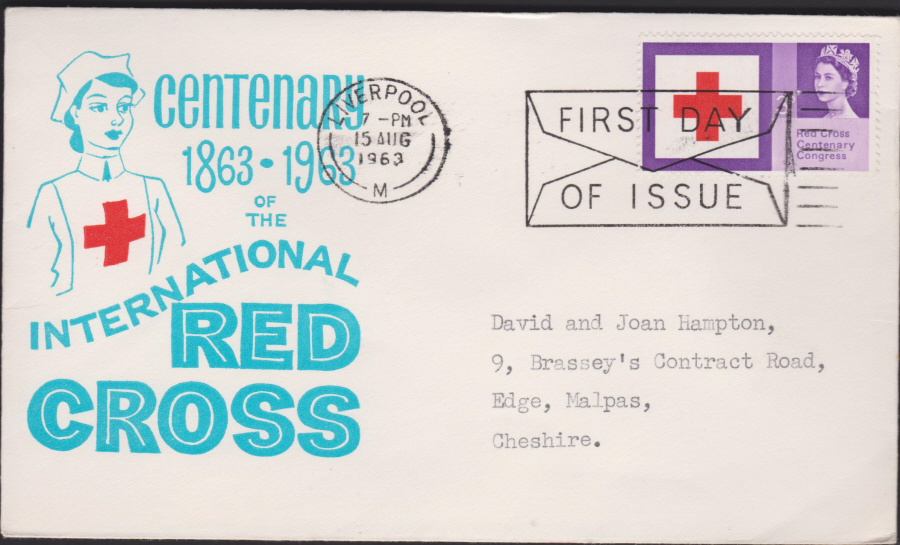 Centenary
1863 • 1963
OF
THE
INTERNATIONAL
RED
CROSS
LIVERPOOL
7 - PM
15 AUG
1963
M
FIRST DAY
OF ISSUE
Red Cross
Centenary
Congress
David and Joan Hampton,
9, Brassey's Contract Road,
Edge, Malpas,
Cheshire.